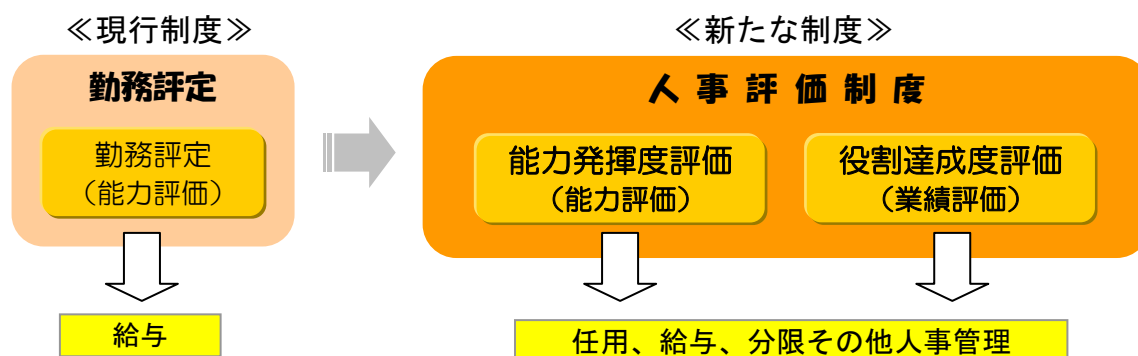 ≪現行制度≫
勤務評定
勤務評定
（能力評価）
給与
≪新たな制度≫
人事評価制度
能力発揮度評価
（能力評価）
役割達成度評価
（業績評価）
任用、給与、分限その他人事管理